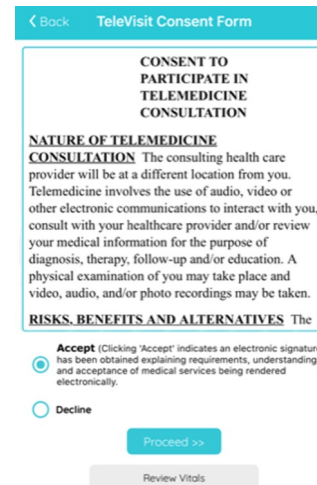 Back TeleVisit Consent Form
CONSENT TO
PARTICIPATE IN
TELEMEDICINE
CONSULTATION
NATURE OF TELEMEDICINE
CONSULTATION The consulting health care
provider will be at a different location from you.
Telemedicine involves the use of audio, video or
other electronic communications to interact with you,
consult with your healthcare provider and/or review
your medical information for the purpose of
diagnosis, therapy, follow-up and/or education. A
physical examination of you may take place and
video, audio, and/or photo recordings may be taken.
RISKS, BENEFITS AND ALTERNATIVES The
Accept (Clicking 'Accept' indicates an electronic signature
has been obtained explaining requirements, understanding
and acceptance of medical services being rendered
electronically.
Decline
Proceed >>
Review Vitals